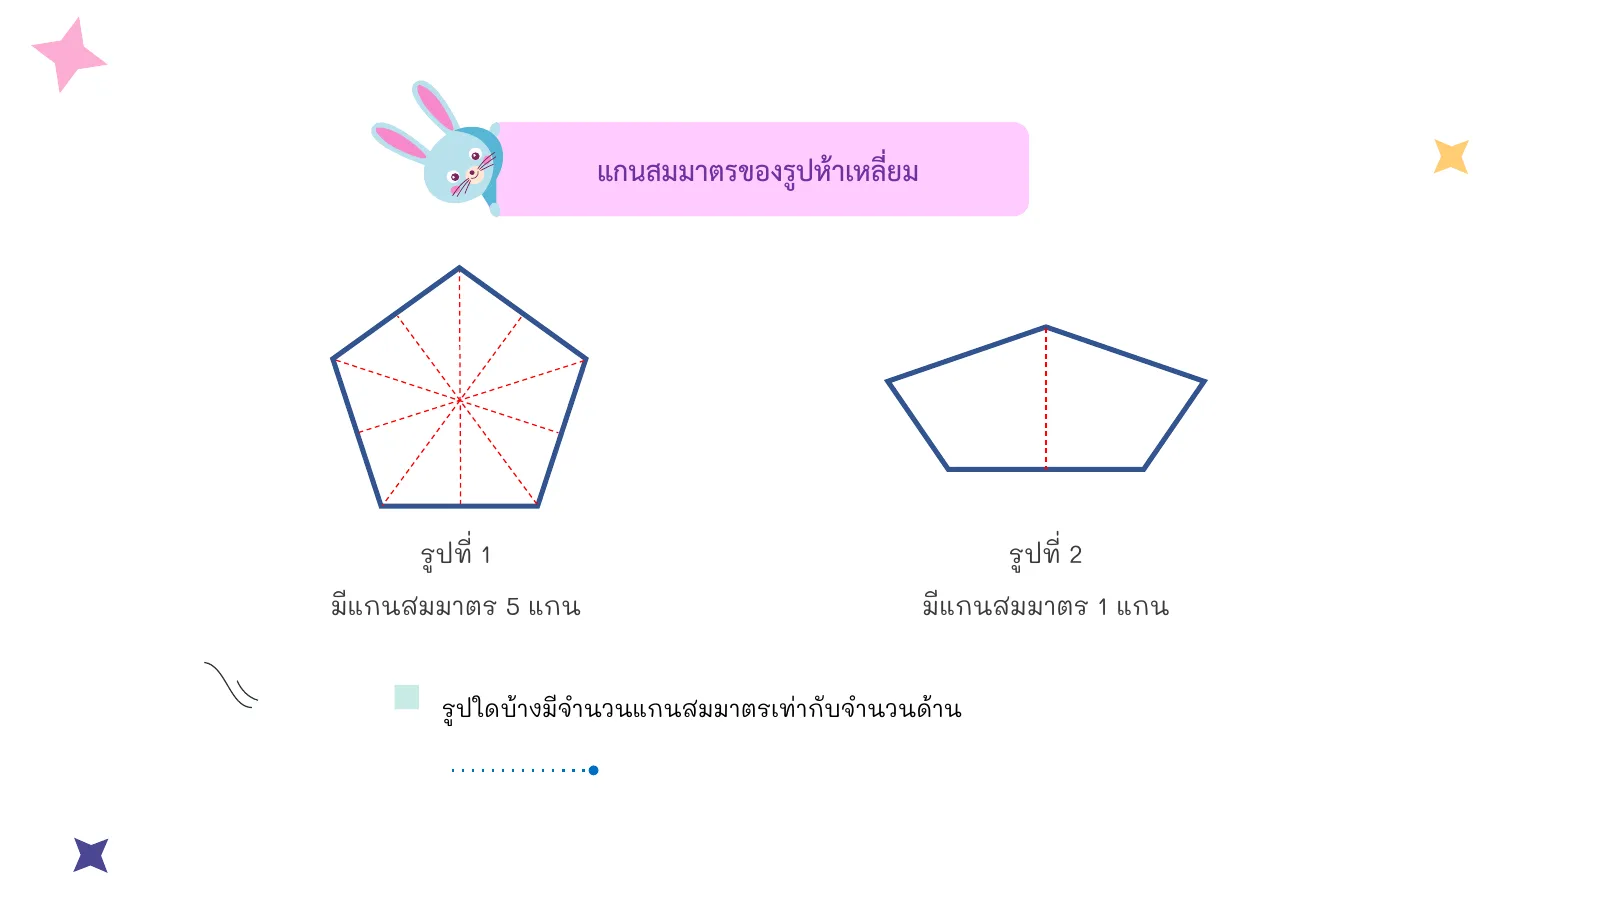 แกนสมมาตรของรูปห้าเหลี่ยม
รูปที่ 1
มีแกนสมมาตร 5 แกน
รูปที่ 2
มีแกนสมมาตร 1 แกน
รูปใดบ้างมีจำนวนแกนสมมาตรเท่ากับจำนวนด้าน